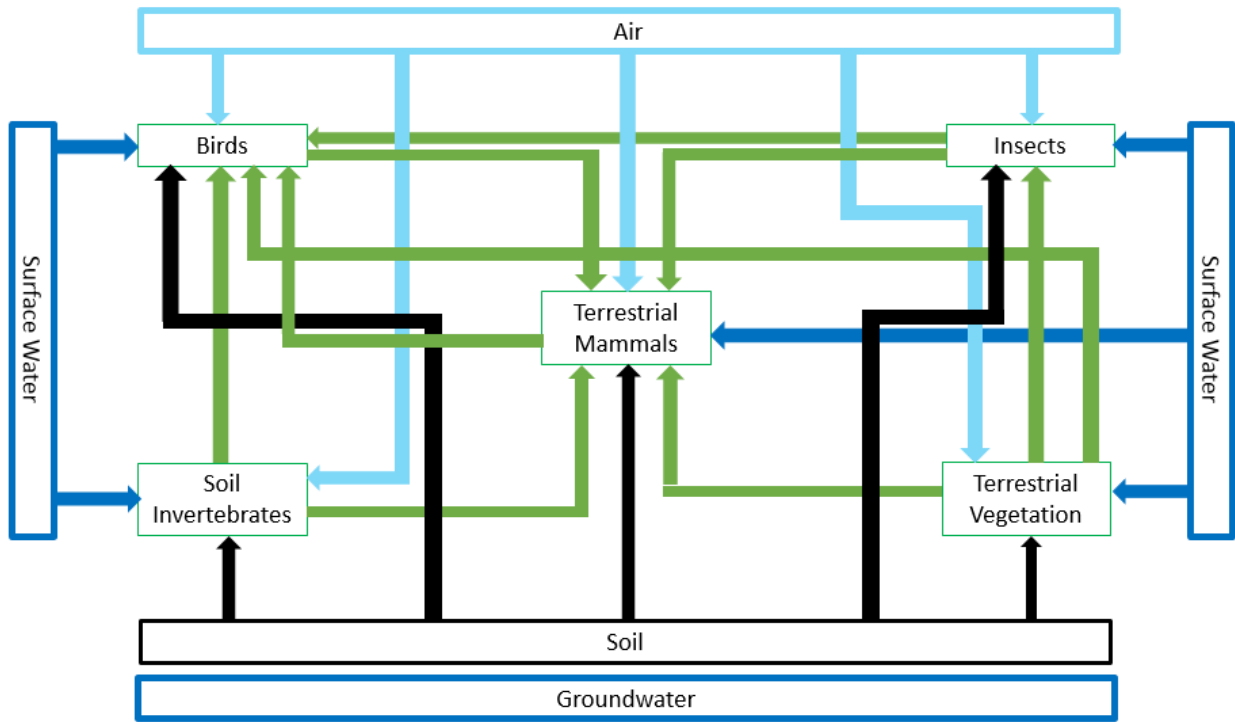 Air
Birds
Insects
Surface Water
Surface Water
Terrestrial
Mammals
Soil
Invertebrates
Terrestrial
Vegetation
Soil
Groundwater